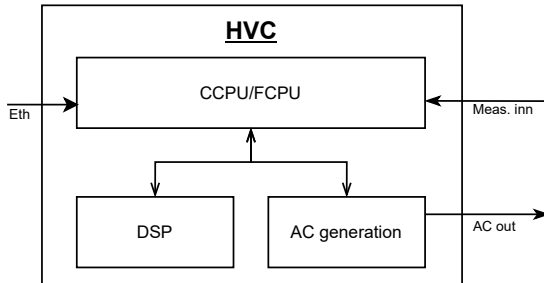 HVC
CCPU/FCPU
Eth
Meas. inn
DSP
AC generation
AC out